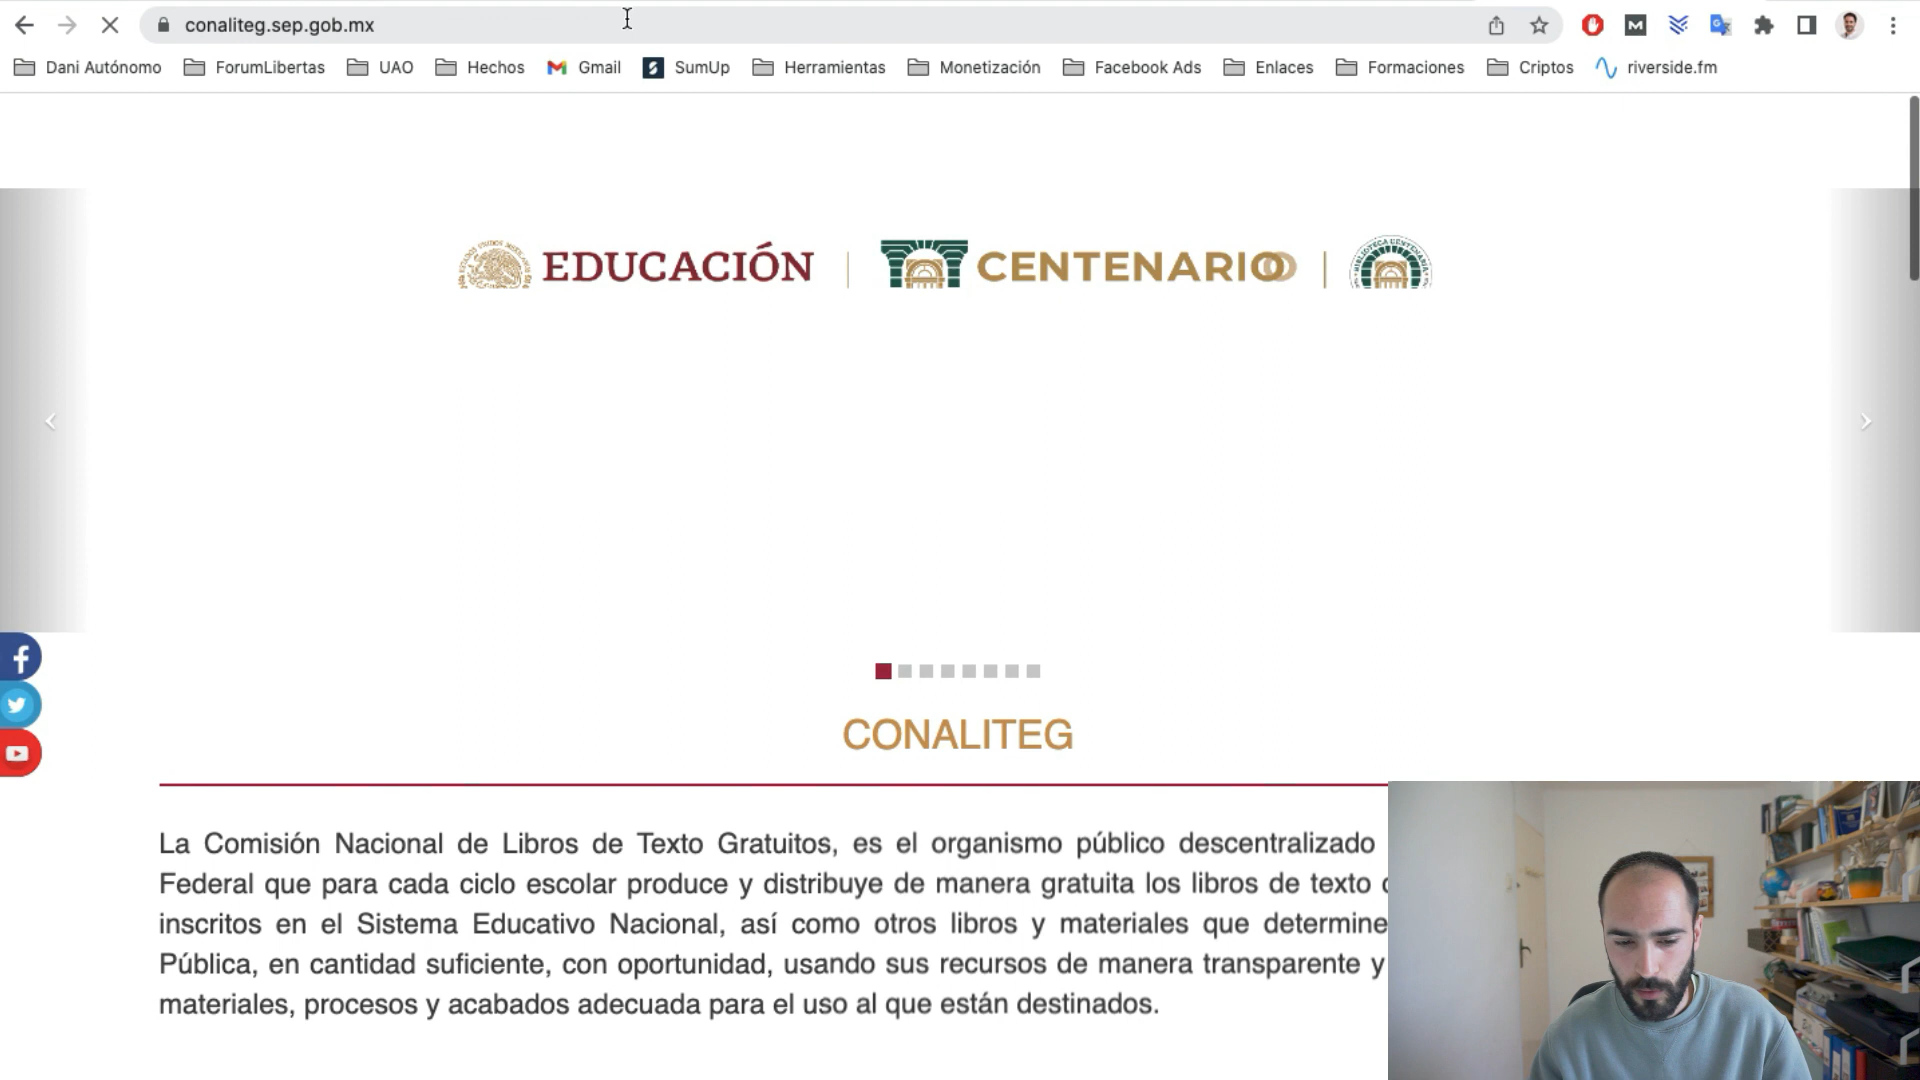 conaliteg.sep.gob.mx
Dani Autónomo ForumLibertas UAO Hechos Gmail SumUp Herramientas Monetización Facebook Ads Enlaces Formaciones Criptos riverside.fm
EDUCACIÓN CENTENARIO
CONALITEG
La Comisión Nacional de Libros de Texto Gratuitos, es el organismo público descentralizado
Federal que para cada ciclo escolar produce y distribuye de manera gratuita los libros de texto
inscritos en el Sistema Educativo Nacional, así como otros libros y materiales que determine
Pública, en cantidad suficiente, con oportunidad, usando sus recursos de manera transparente y
materiales, procesos y acabados adecuada para el uso al que están destinados.